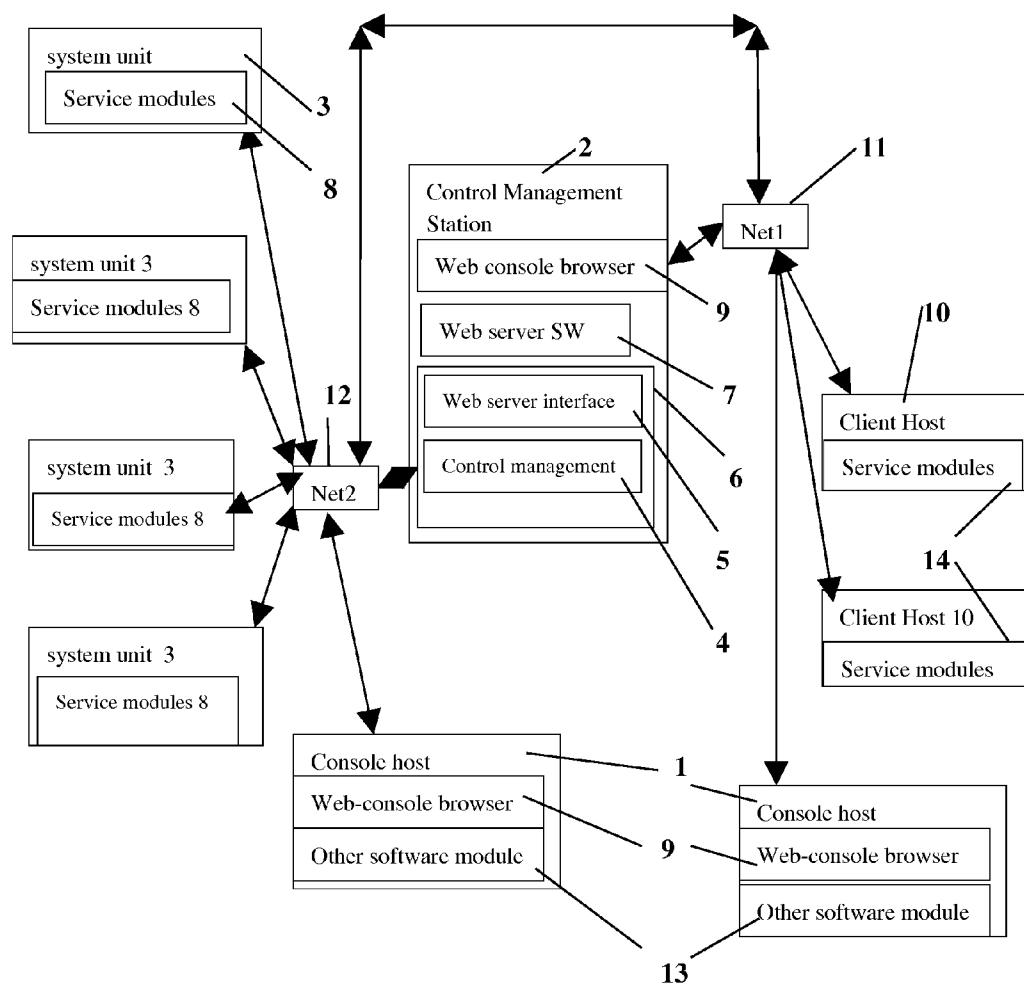 system unit
Service modules
3
8
system unit 3
Service modules 8
system unit 3
Service modules 8
system unit 3
Service modules 8
12
Net2
2
Control Management
Station
Web console browser
9
Web server SW
7
Web server interface
Control management
6
5
4
11
Net1
10
Client Host
Service modules
14
Client Host 10
Service modules
Console host
Web-console browser
Other software module
1
9
13
Console host
Web-console browser
Other software module